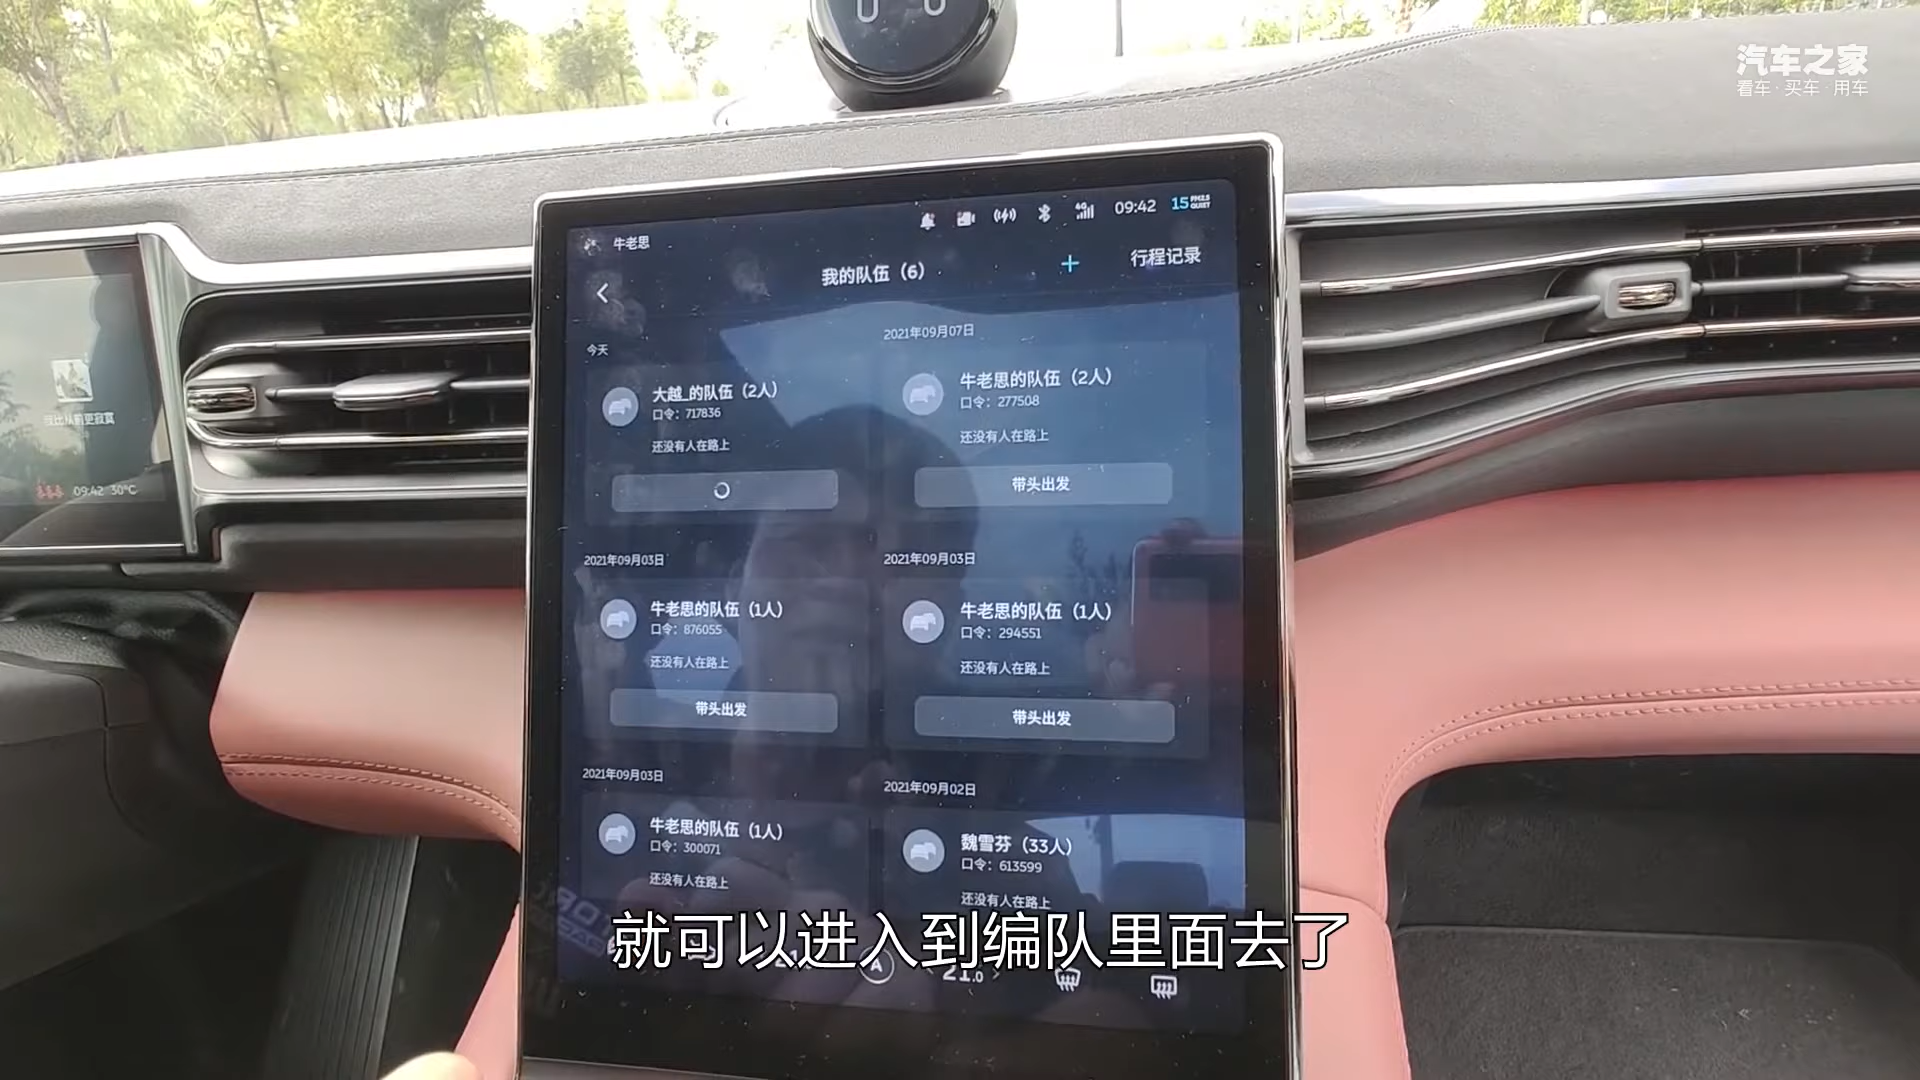 汽车之家
看车·买车·用车
牛老思
09:42
15 PM2.5
我的队伍（6）
行程记录
今天
大越_的队伍（2人）
口令：717836
还没有人在路上
2021年09月07日
牛老思的队伍（2人）
口令：277508
还没有人在路上
带头出发
2021年09月03日
牛老思的队伍（1人）
口令：876055
还没有人在路上
带头出发
2021年09月03日
牛老思的队伍（1人）
口令：294551
还没有人在路上
带头出发
2021年09月03日
牛老思的队伍（1人）
口令：300071
还没有人在路上
2021年09月02日
魏雪芬（33人）
口令：613599
还没有人在路上
我比从前更寂寞
09:42 30°C
就可以进入到编队里面去了
A
21.0